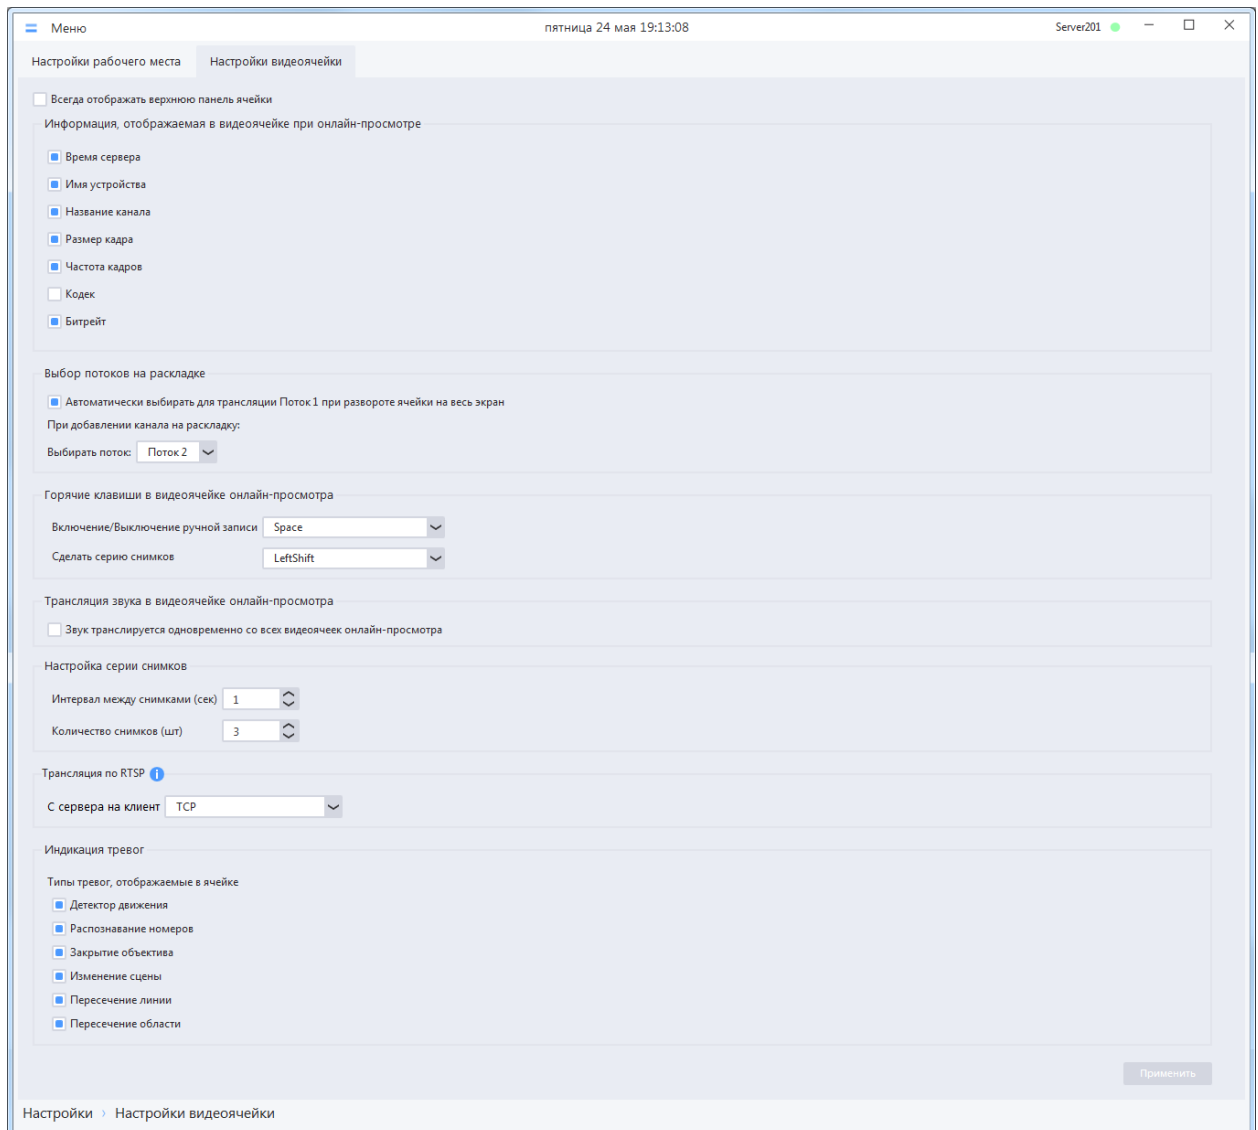 Меню
пятница 24 мая 19:13:08
Server201
Настройки рабочего места
Настройки видеоячейки
Всегда отображать верхнюю панель ячейки
Информация, отображаемая в видеоячейке при онлайн-просмотре
Время сервера
Имя устройства
Название канала
Размер кадра
Частота кадров
Кодек
Битрейт
Выбор потоков на раскладке
Автоматически выбирать для трансляции Поток 1 при развороте ячейки на весь экран
При добавлении канала на раскладку:
Выбирать поток: Поток 2
Горячие клавиши в видеоячейке онлайн-просмотра
Включение/Выключение ручной записи Space
Сделать серию снимков LeftShift
Трансляция звука в видеоячейке онлайн-просмотра
Звук транслируется одновременно со всех видеоячеек онлайн-просмотра
Настройка серии снимков
Интервал между снимками (сек) 1
Количество снимков (шт) 3
Трансляция по RTSP i
С сервера на клиент TCP
Индикация тревог
Типы тревог, отображаемые в ячейке
Детектор движения
Распознавание номеров
Закрытие объектива
Изменение сцены
Пересечение линии
Пересечение области
Применить
Настройки › Настройки видеоячейки